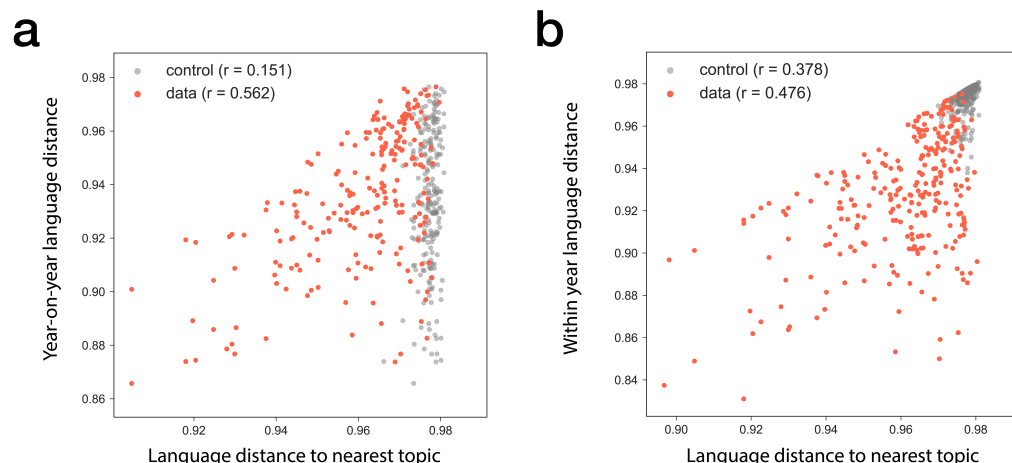 a
control (r = 0.151)
data (r = 0.562)
Year-on-year language distance
0.98
0.96
0.94
0.92
0.90
0.88
0.86
0.92
0.94
0.96
0.98
Language distance to nearest topic
b
control (r = 0.378)
data (r = 0.476)
Within year language distance
0.98
0.96
0.94
0.92
0.90
0.88
0.86
0.84
0.90
0.92
0.94
0.96
0.98
Language distance to nearest topic